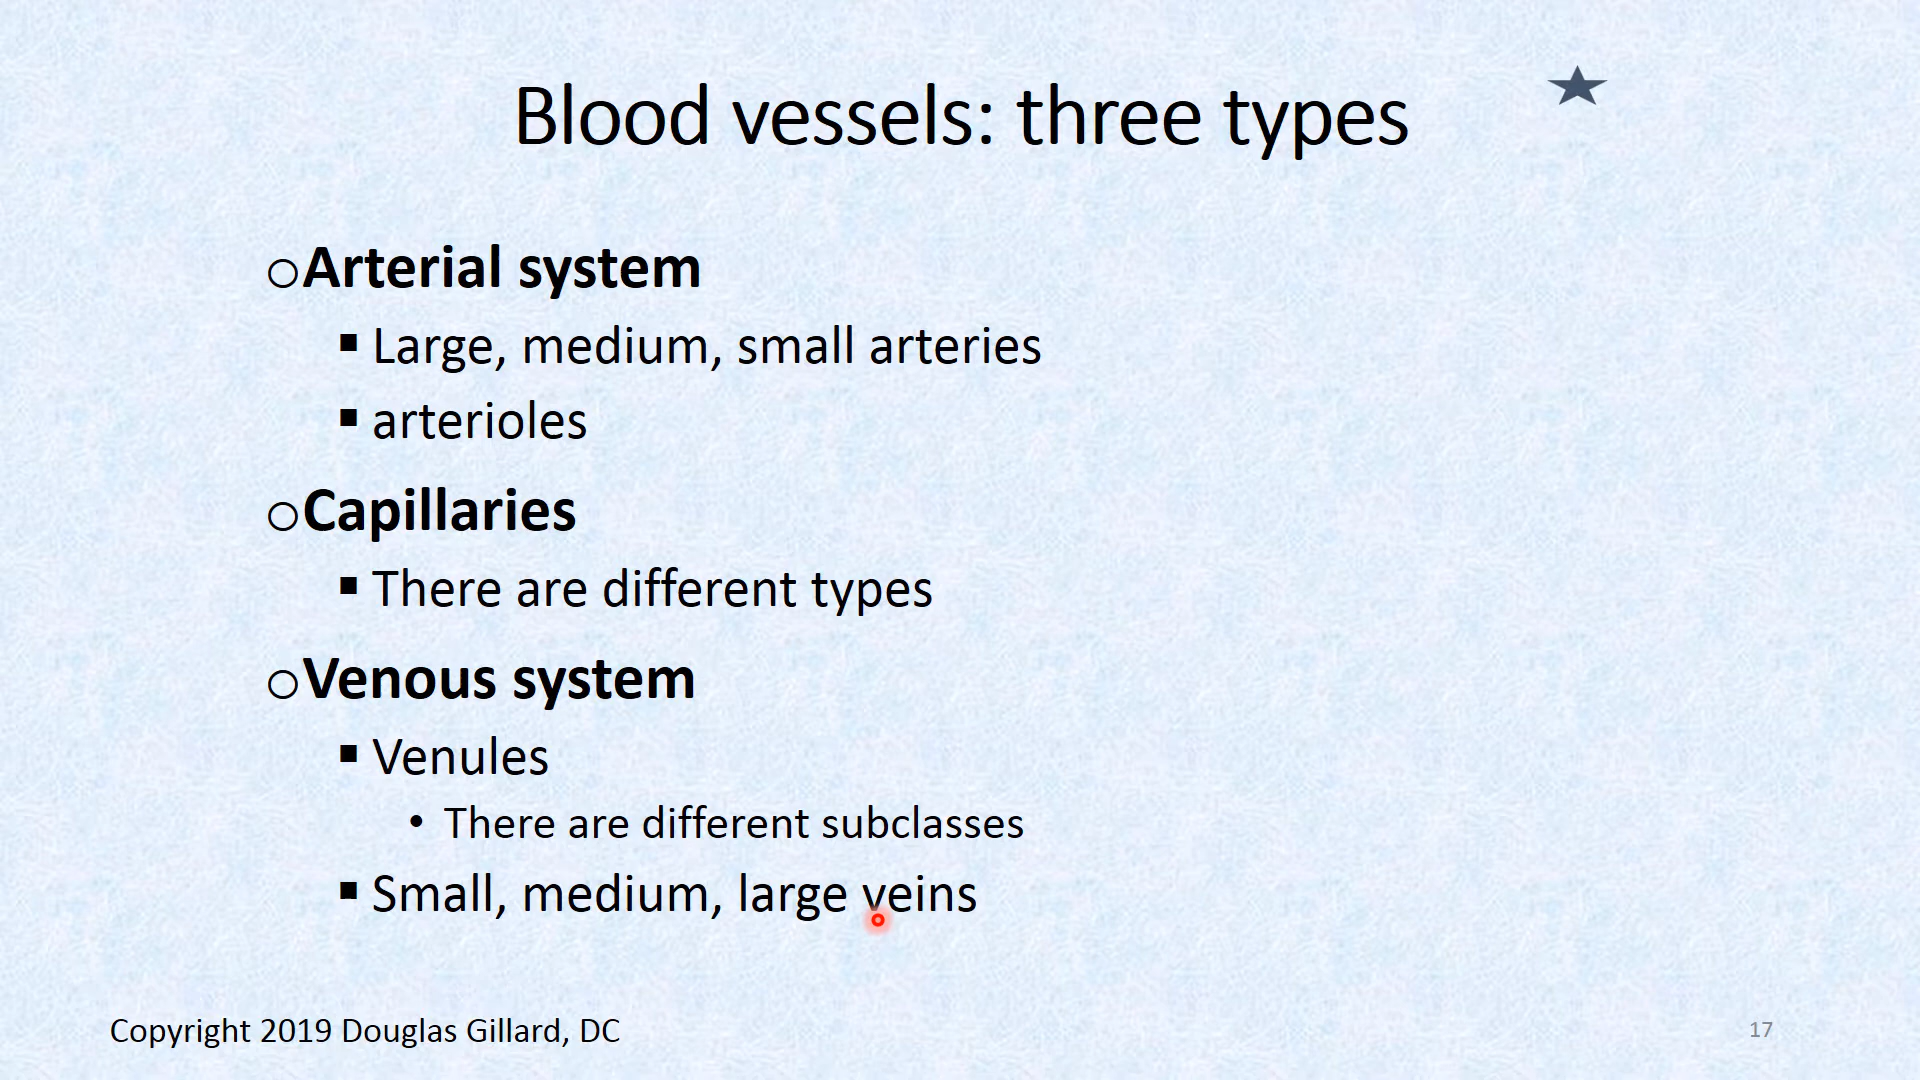 Blood vessels: three types
Arterial system
Large, medium, small arteries
arterioles
Capillaries
There are different types
Venous system
Venules
There are different subclasses
Small, medium, large veins
Copyright 2019 Douglas Gillard, DC
17